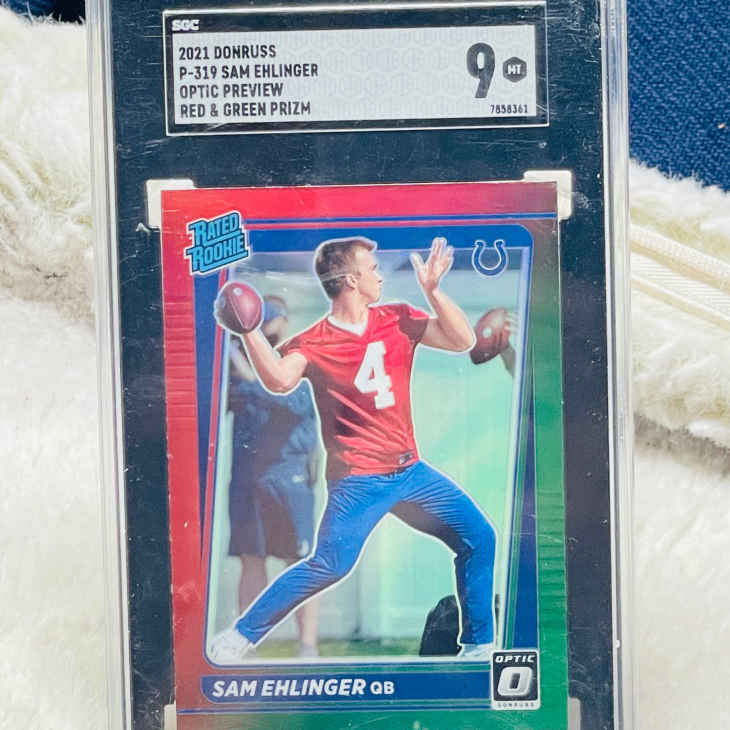 SGC
2021 DONRUSS
P-319 SAM EHLINGER
OPTIC PREVIEW
RED & GREEN PRIZM
9
MT
7858361
RATED
ROOKIE
4
SAM EHLINGER QB
OPTIC
DONRUSS